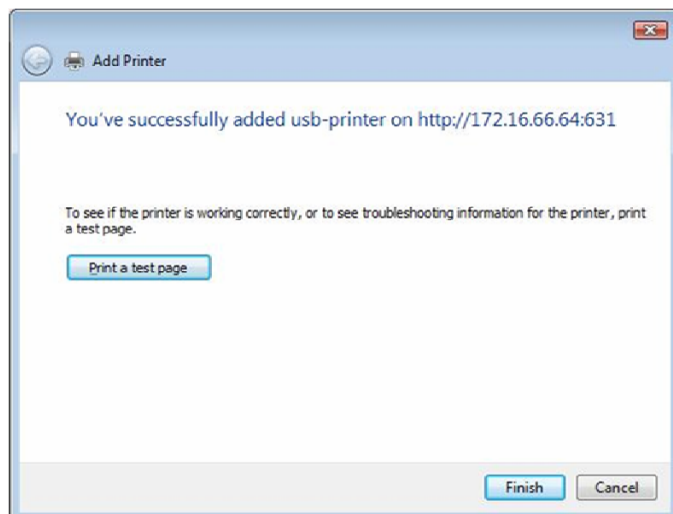 Add Printer
You've successfully added usb-printer on http://172.16.66.64:631
To see if the printer is working correctly, or to see troubleshooting information for the printer, print
a test page.
Print a test page
Finish Cancel